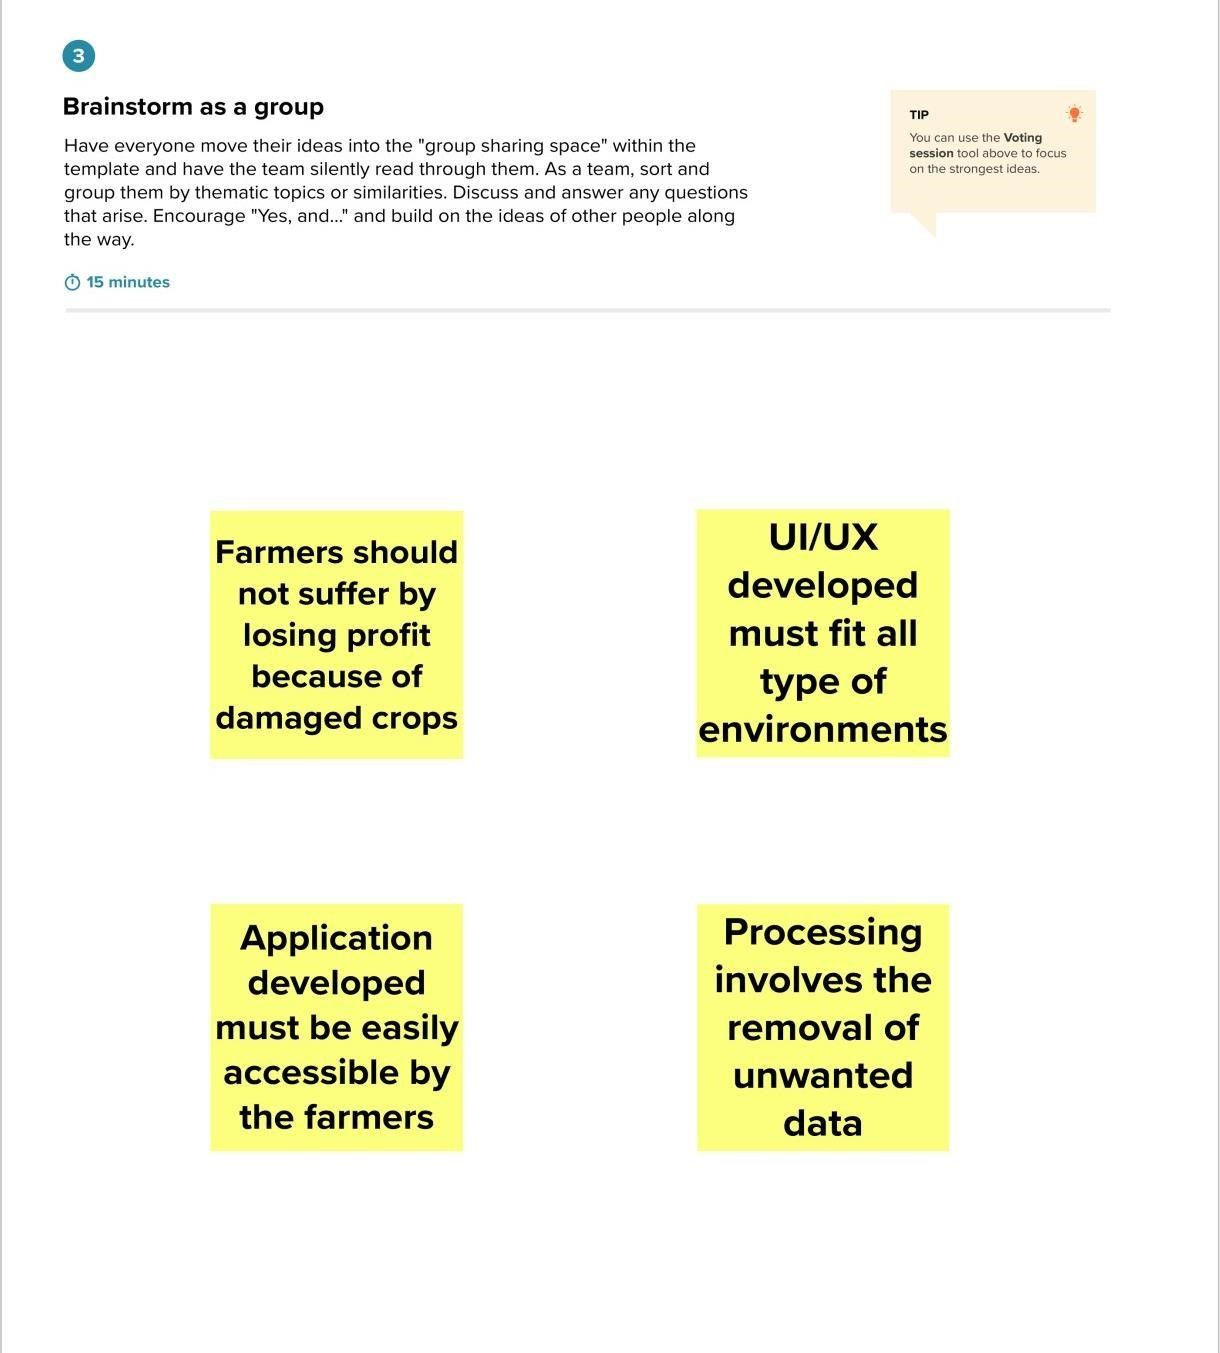 3
Brainstorm as a group
Have everyone move their ideas into the "group sharing space" within the
template and have the team silently read through them. As a team, sort and
group them by thematic topics or similarities. Discuss and answer any questions
that arise. Encourage "Yes, and..." and build on the ideas of other people along
the way.
15 minutes
TIP
You can use the Voting
session tool above to focus
on the strongest ideas.
Farmers should
not suffer by
losing profit
because of
damaged crops
UI/UX
developed
must fit all
type of
environments
Application
developed
must be easily
accessible by
the farmers
Processing
involves the
removal of
unwanted
data